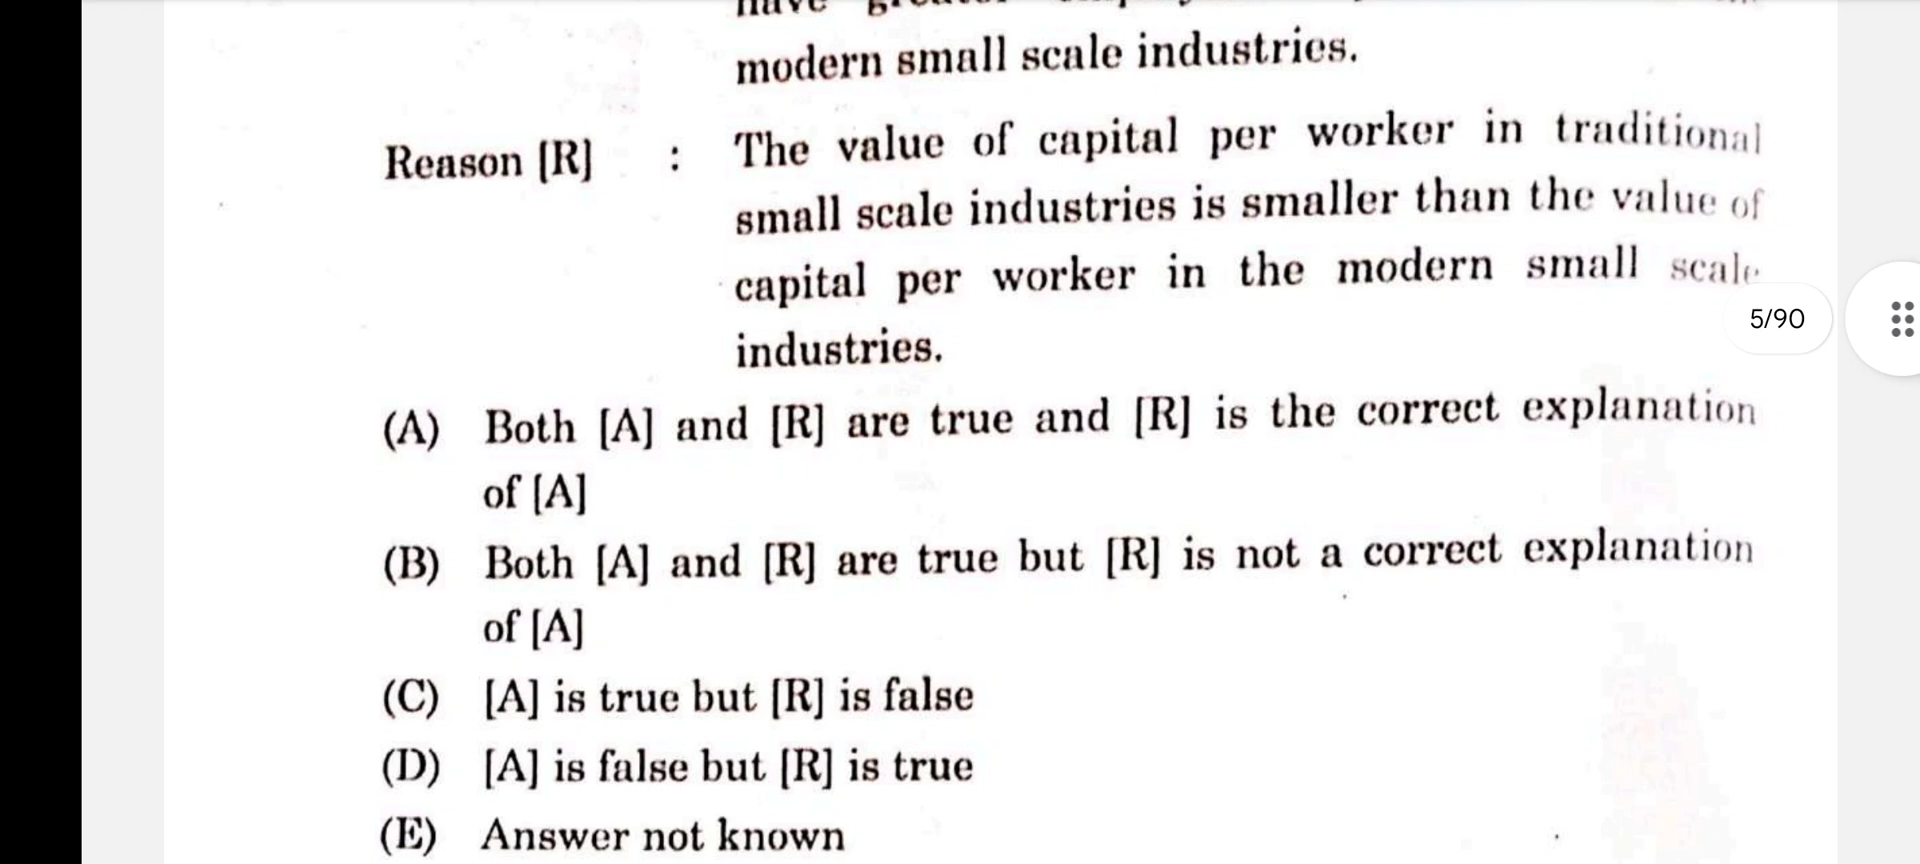 modern small scale industries.
Reason [R] : The value of capital per worker in traditional
small scale industries is smaller than the value of
capital per worker in the modern small scale
industries.
5/90
(A) Both [A] and [R] are true and [R] is the correct explanation
of [A]
(B) Both [A] and [R] are true but [R] is not a correct explanation
of [A]
(C) [A] is true but [R] is false
(D) [A] is false but [R] is true
(E) Answer not known